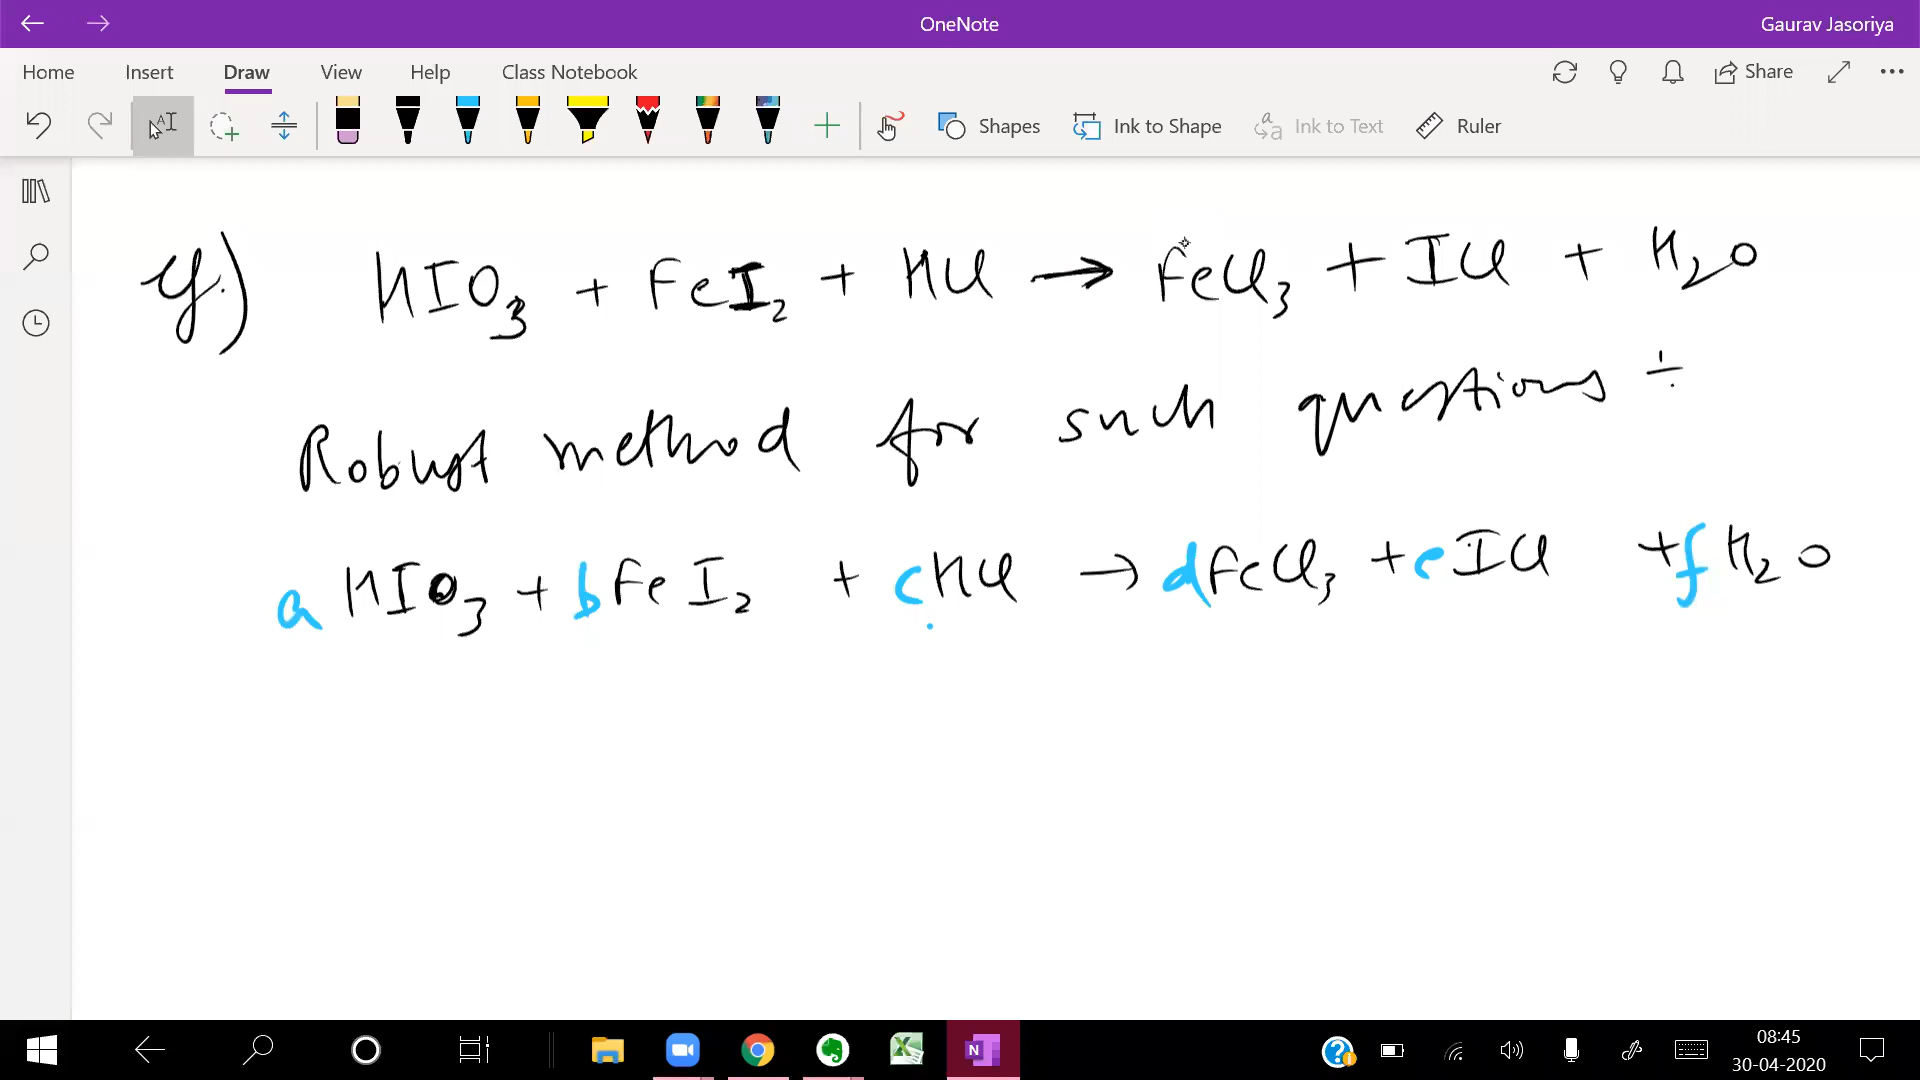 OneNote
Gaurav Jasoriya
Home Insert Draw View Help Class Notebook
Share
Shapes Ink to Shape Ink to Text Ruler
eg.) HIO3 + FeI2 + HCl → FeCl3 + ICl + H2O
Robust method for such questions ÷
a HIO3 + b FeI2 + c HCl → d FeCl3 + e ICl + f H2O
08:45
30-04-2020